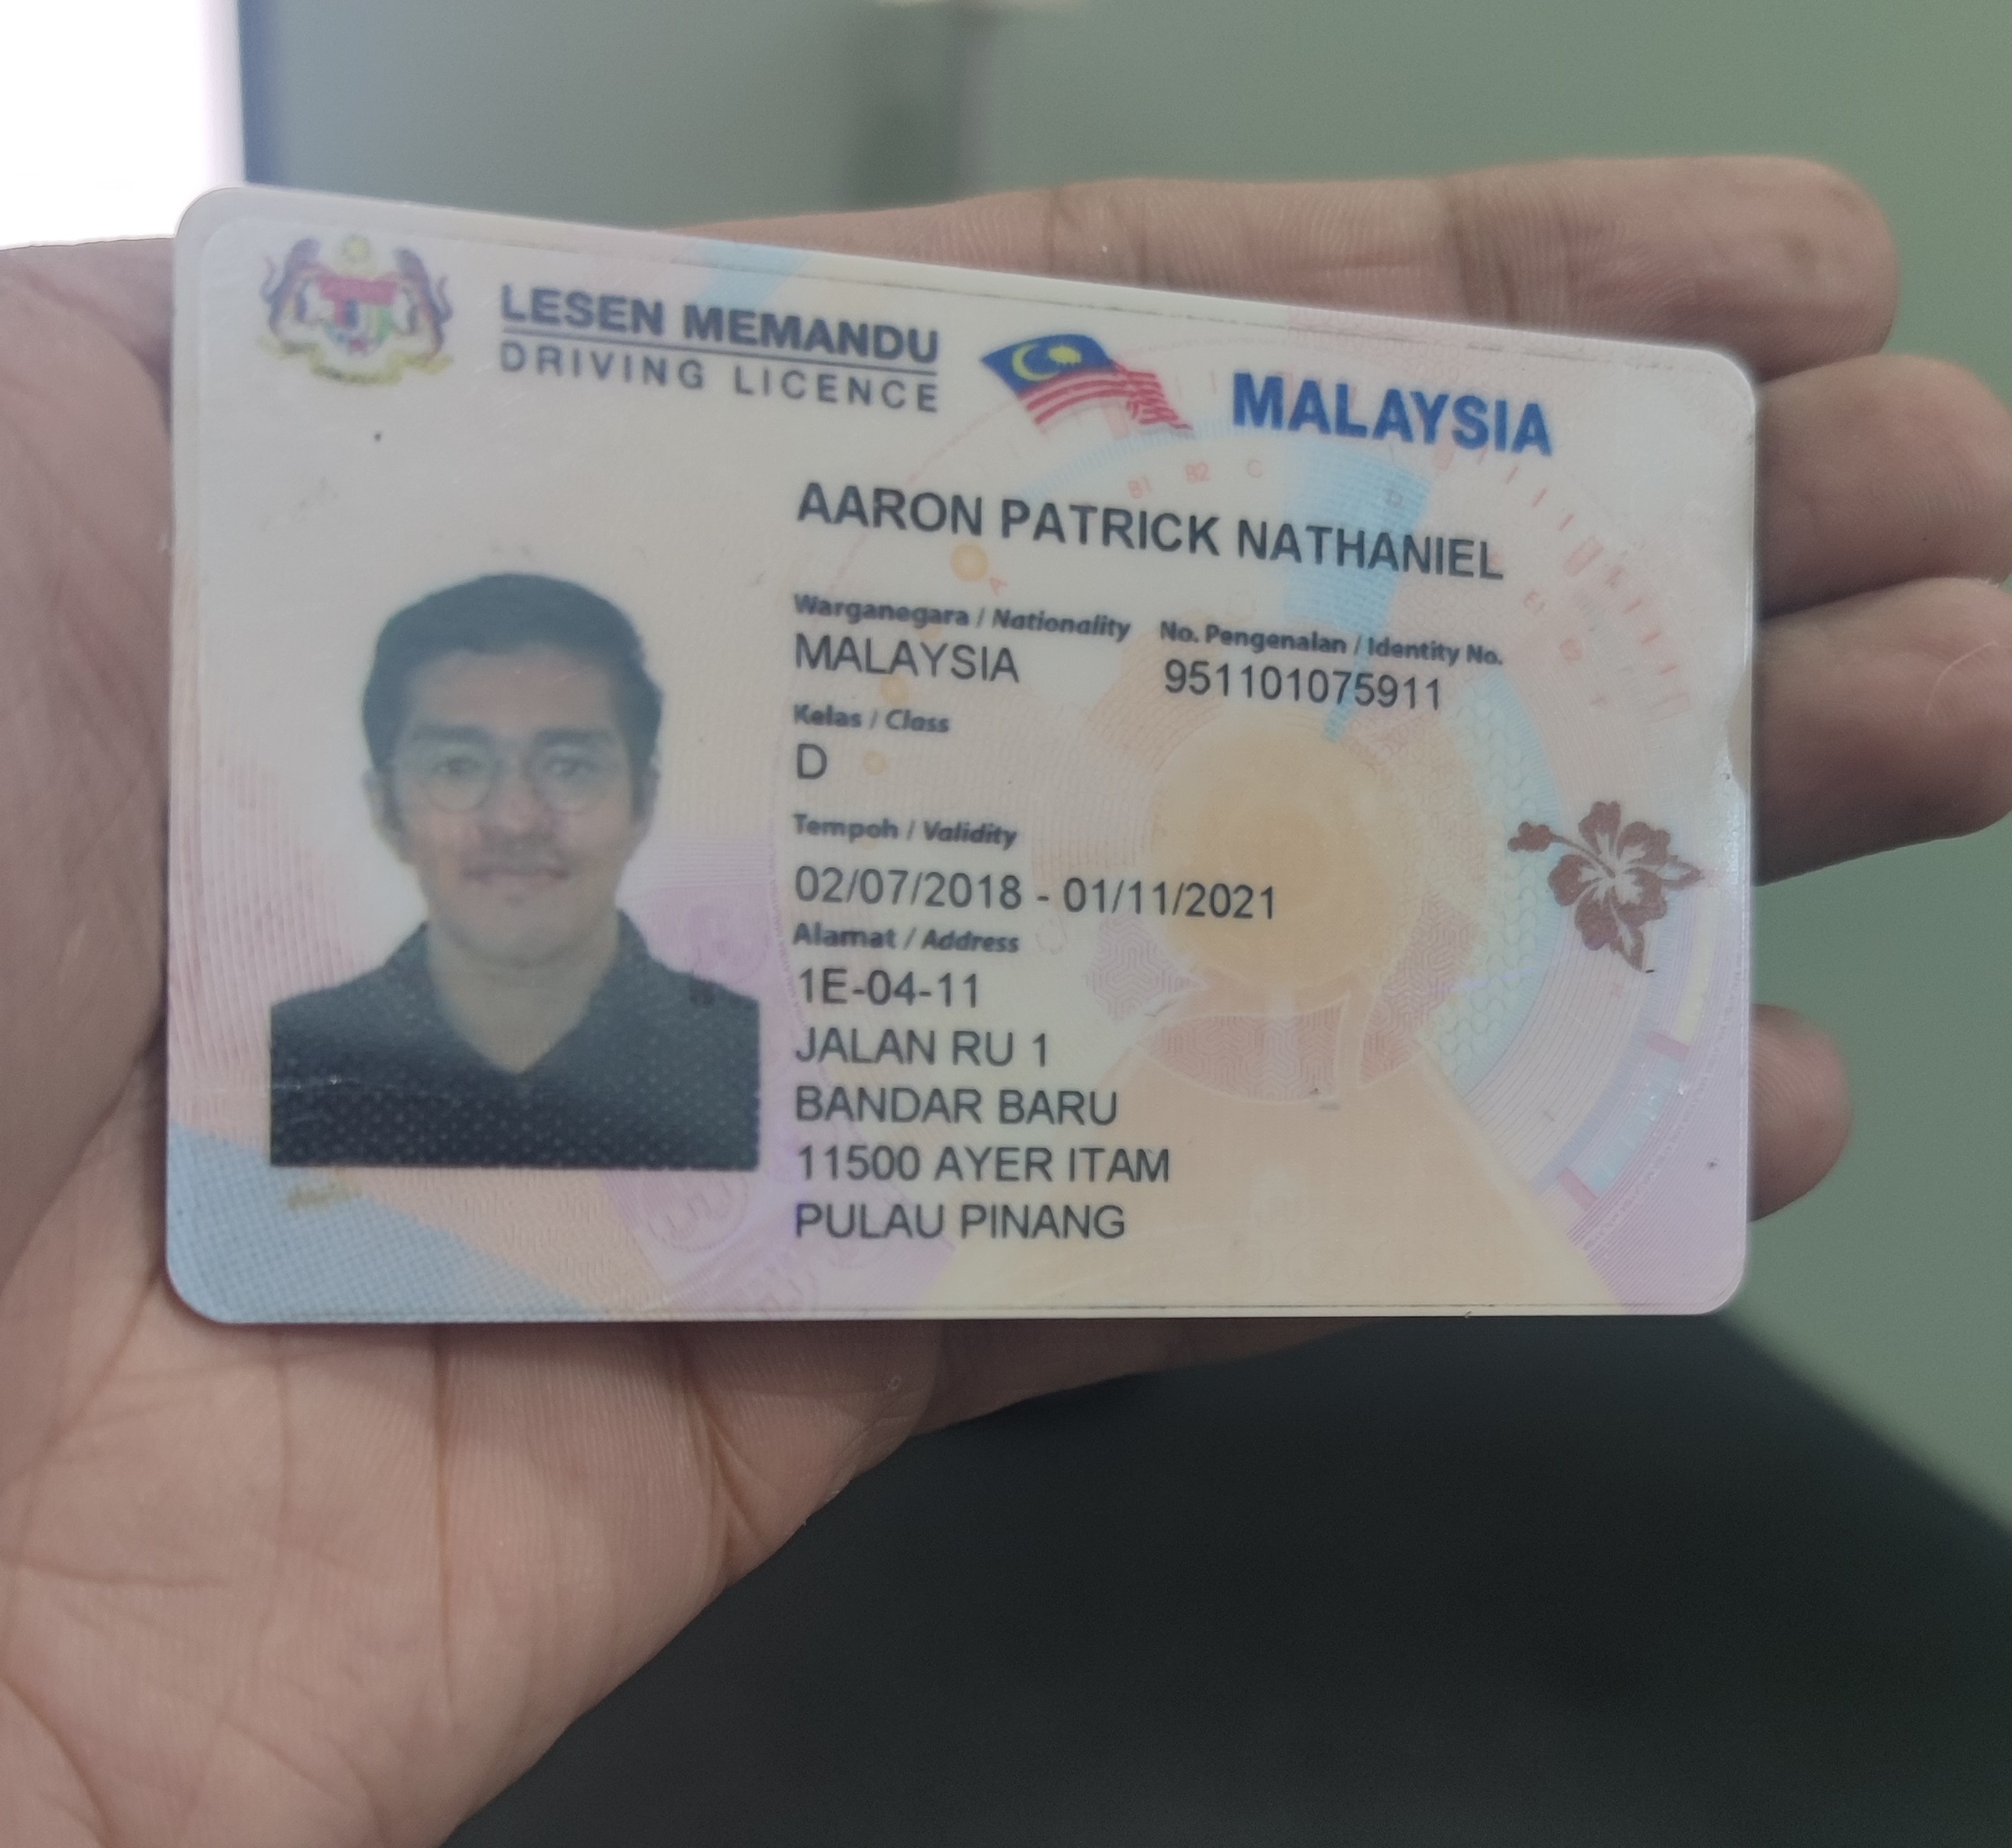 LESEN MEMANDU
DRIVING LICENCE
MALAYSIA
AARON PATRICK NATHANIEL
Warganegara / Nationality No. Pengenalan / Identity No.
MALAYSIA 951101075911
Kelas / Class
D
Tempoh / Validity
02/07/2018 - 01/11/2021
Alamat / Address
1E-04-11
JALAN RU 1
BANDAR BARU
11500 AYER ITAM
PULAU PINANG
B1 B2 C D
A